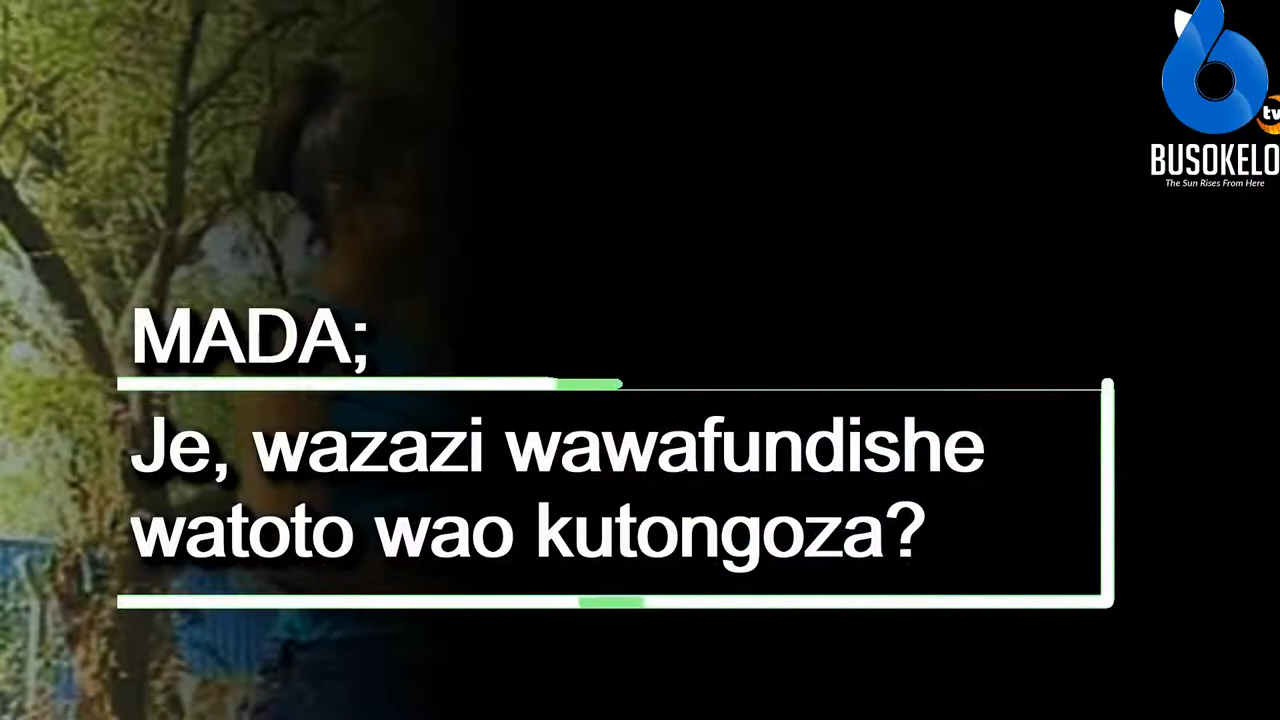 tv
BUSOKELO
The Sun Rises From Here
MADA;
Je, wazazi wawafundishe
watoto wao kutongoza?